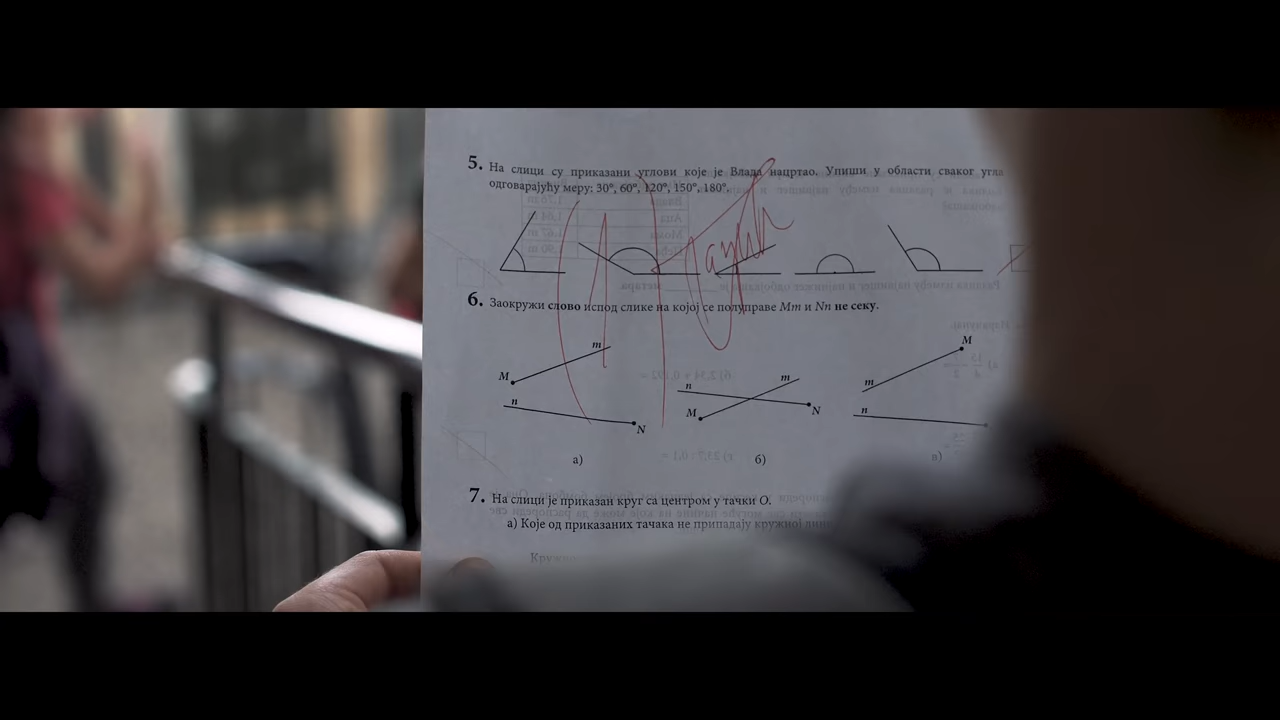 5. На слици су приказани углови које је Влада нацртао. Упиши у области сваког угла
одговарајућу меру: 30°, 60°, 120°, 150°, 180°.
6. Заокружи слово испод слике на којој се полуправе Mm и Nn не секу.
m
M
n
N
n
m
M
N
M
m
n
а)
б)
в)
7. На слици је приказан круг са центром у тачки O.
а) Које од приказаних тачака не припадају кружној